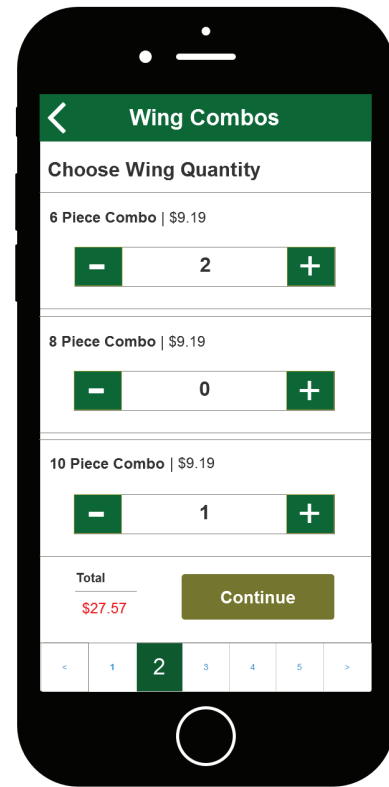 Wing Combos
Choose Wing Quantity
6 Piece Combo | $9.19
- 2 +
8 Piece Combo | $9.19
- 0 +
10 Piece Combo | $9.19
- 1 +
Total
$27.57
Continue
< 1 2 3 4 5 >